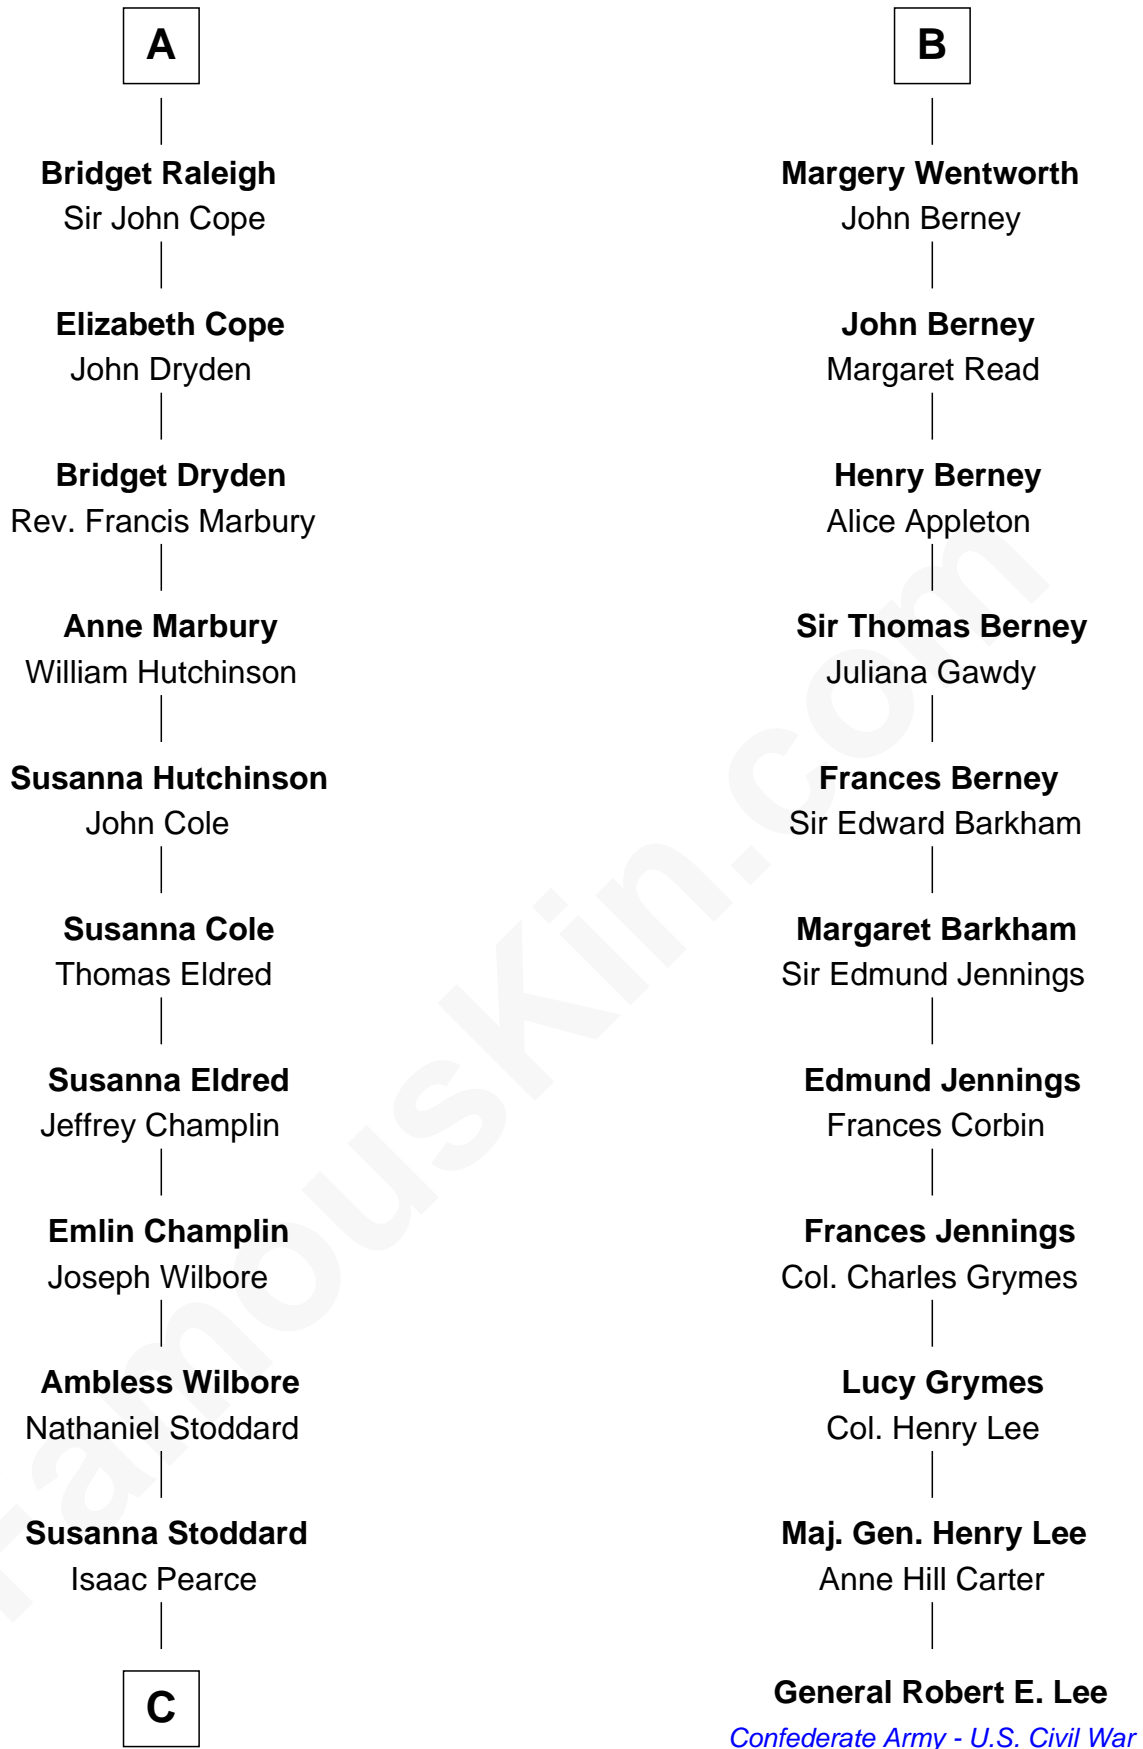 A
Bridget Raleigh
Sir John Cope
Elizabeth Cope
John Dryden
Bridget Dryden
Rev. Francis Marbury
Anne Marbury
William Hutchinson
Susanna Hutchinson
John Cole
Susanna Cole
Thomas Eldred
Susanna Eldred
Jeffrey Champlin
Emlin Champlin
Joseph Wilbore
Ambless Wilbore
Nathaniel Stoddard
Susanna Stoddard
Isaac Pearce
C
B
Margery Wentworth
John Berney
John Berney
Margaret Read
Henry Berney
Alice Appleton
Sir Thomas Berney
Juliana Gawdy
Frances Berney
Sir Edward Barkham
Margaret Barkham
Sir Edmund Jennings
Edmund Jennings
Frances Corbin
Frances Jennings
Col. Charles Grymes
Lucy Grymes
Col. Henry Lee
Maj. Gen. Henry Lee
Anne Hill Carter
General Robert E. Lee
Confederate Army - U.S. Civil War
FamousKin.com